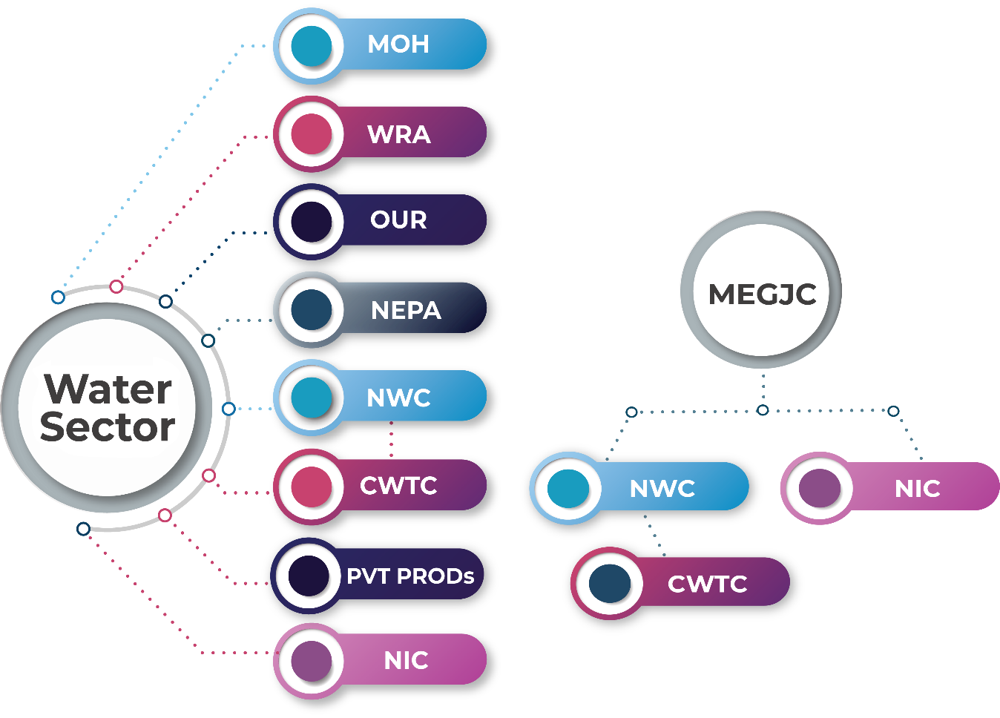 Water
Sector
MOH
WRA
OUR
NEPA
NWC
CWTC
PVT PRODs
NIC
MEGJC
NWC
NIC
CWTC